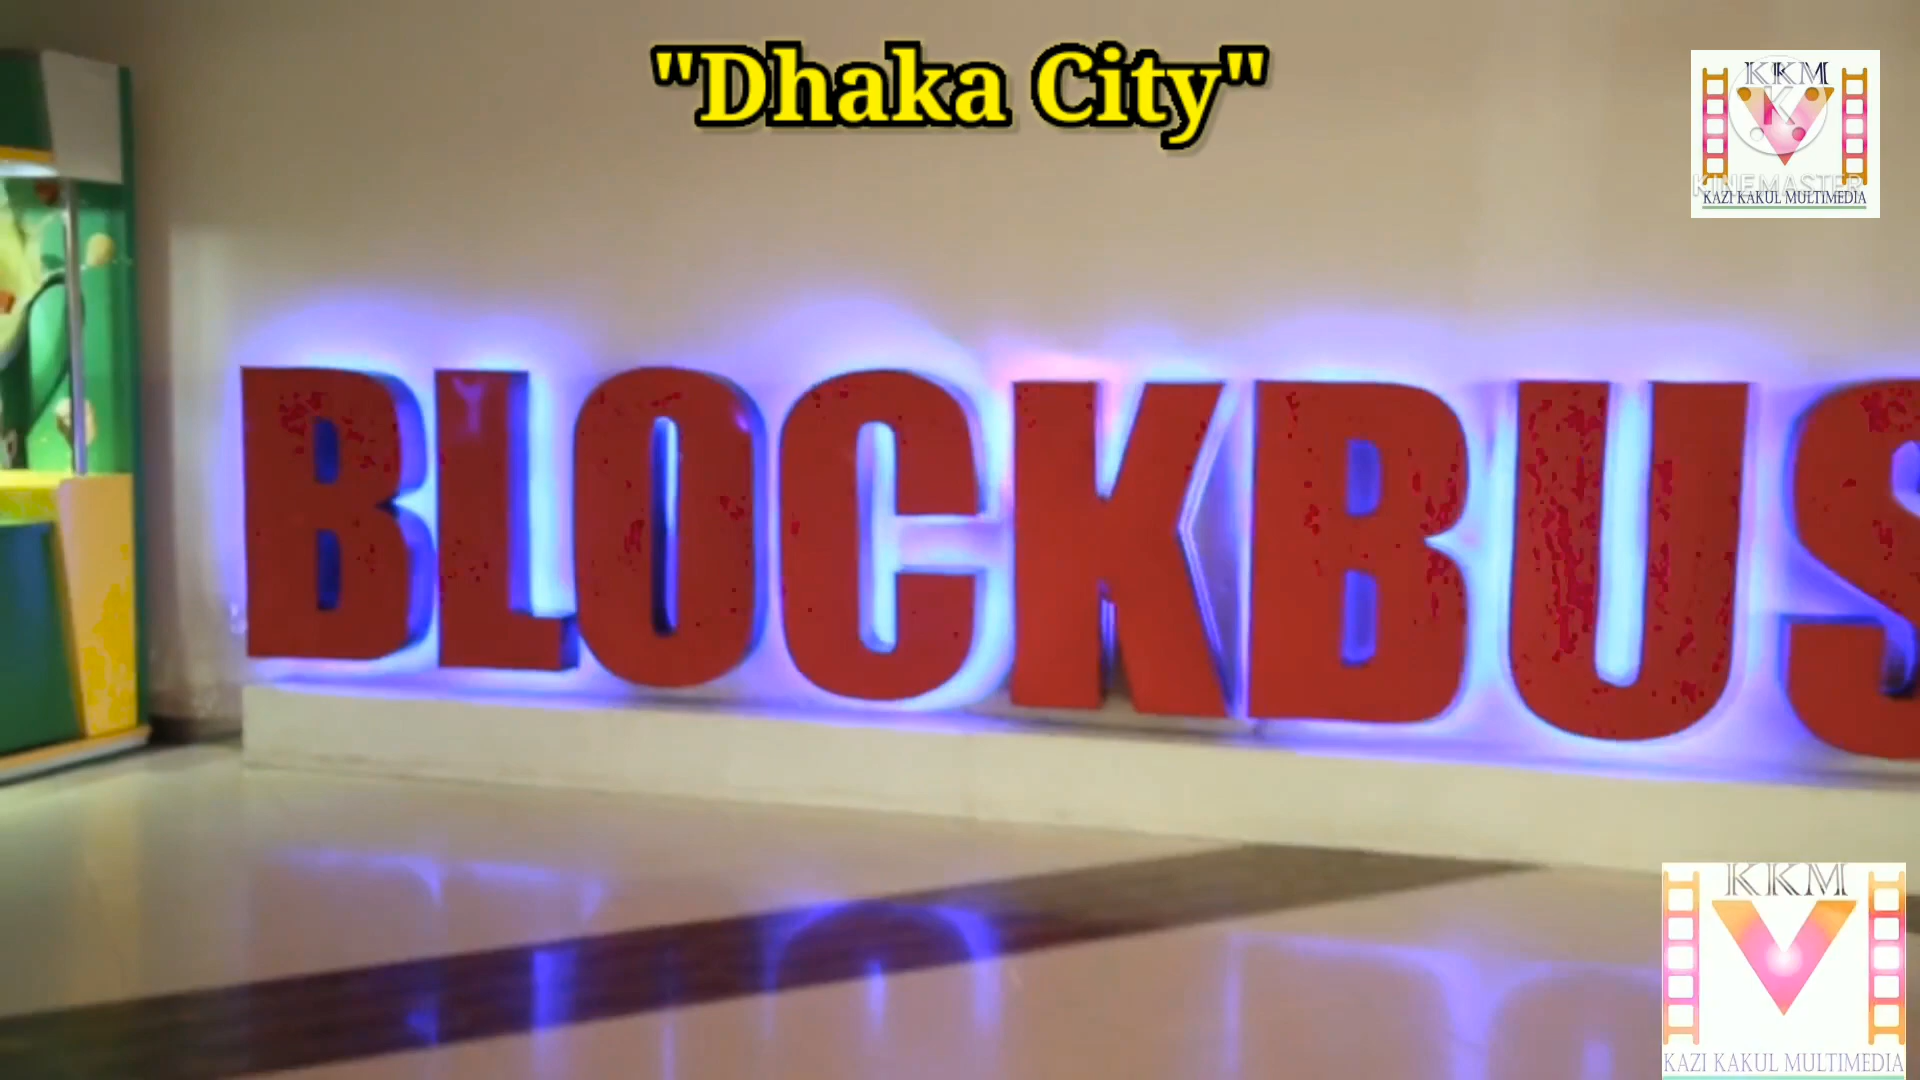 "Dhaka City"
KKM
K
KINEMASTER
KAZI KAKUL MULTIMEDIA
BLOCKBUS
KKM
KAZI KAKUL MULTIMEDIA